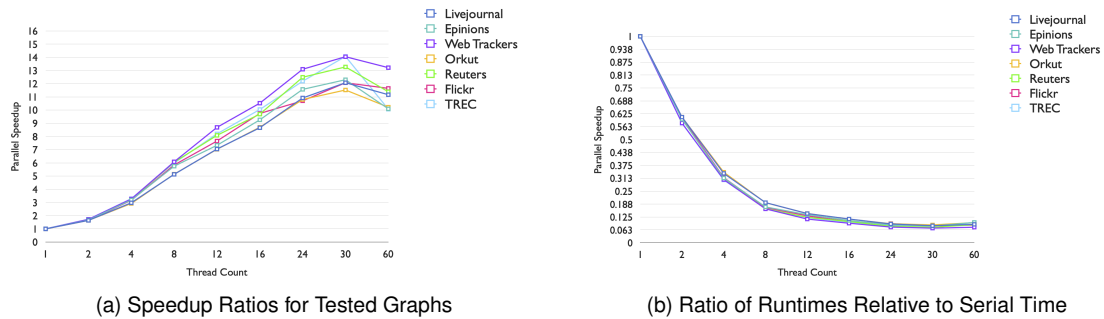 Livejournal
Epinions
Web Trackers
Orkut
Reuters
Flickr
TREC
16
15
14
13
12
11
10
9
8
7
6
5
4
3
2
1
0
Parallel Speedup
1 2 4 8 12 16 24 30 60
Thread Count
(a) Speedup Ratios for Tested Graphs
Livejournal
Epinions
Web Trackers
Orkut
Reuters
Flickr
TREC
1
0.938
0.875
0.813
0.75
0.688
0.625
0.563
0.5
0.438
0.375
0.313
0.25
0.188
0.125
0.063
0
Parallel Speedup
1 2 4 8 12 16 24 30 60
Thread Count
(b) Ratio of Runtimes Relative to Serial Time